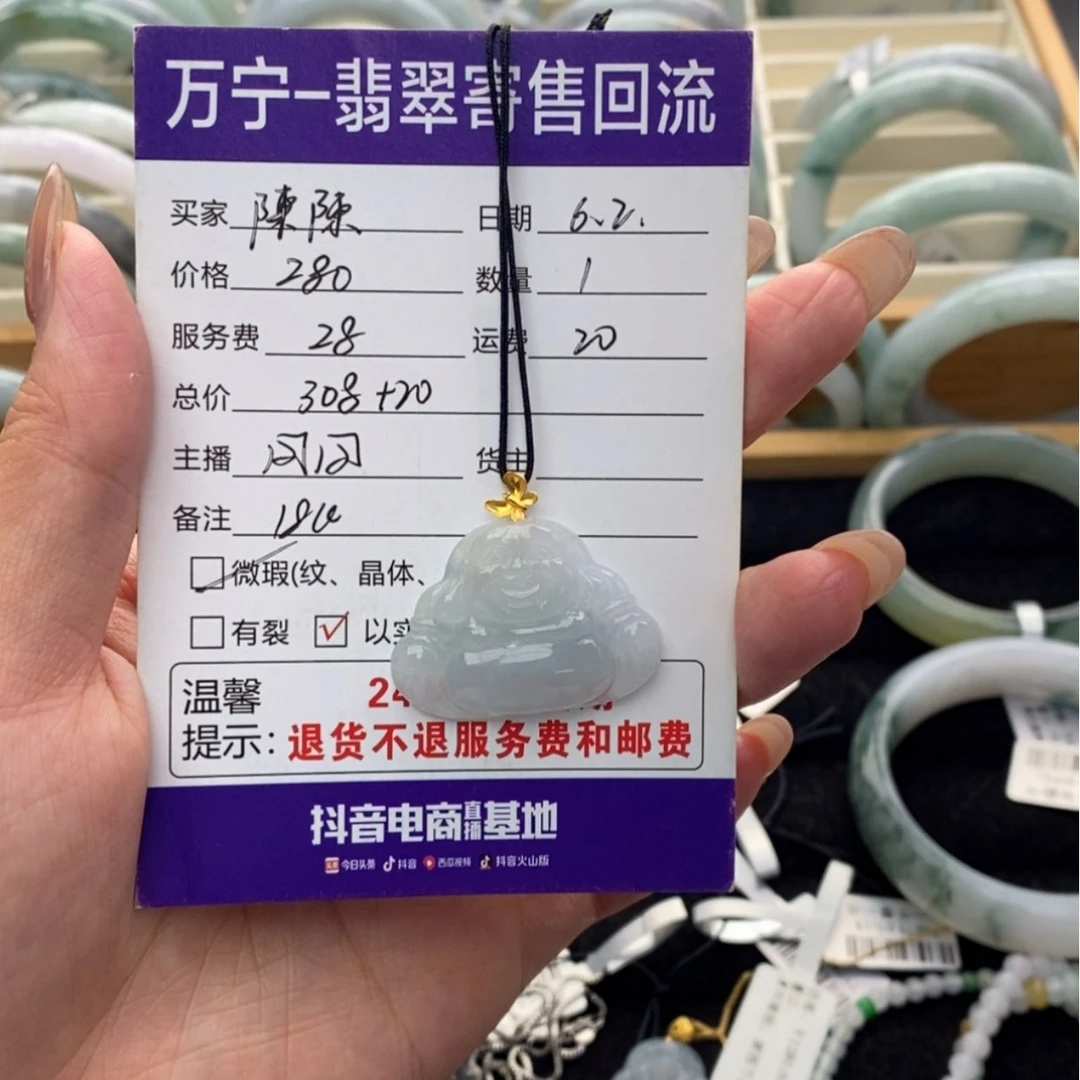 万宁-翡翠寄售回流
买家 陳陈 日期 6.2.
价格 280 数量 1
服务费 28 运费 20
总价 308+20
主播 货主
备注
微瑕(纹、晶体、
有裂 ✓ 以实
温馨 24
提示: 退货不退服务费和邮费
抖音电商直播基地
今日头条 抖音 西瓜视频 抖音火山版